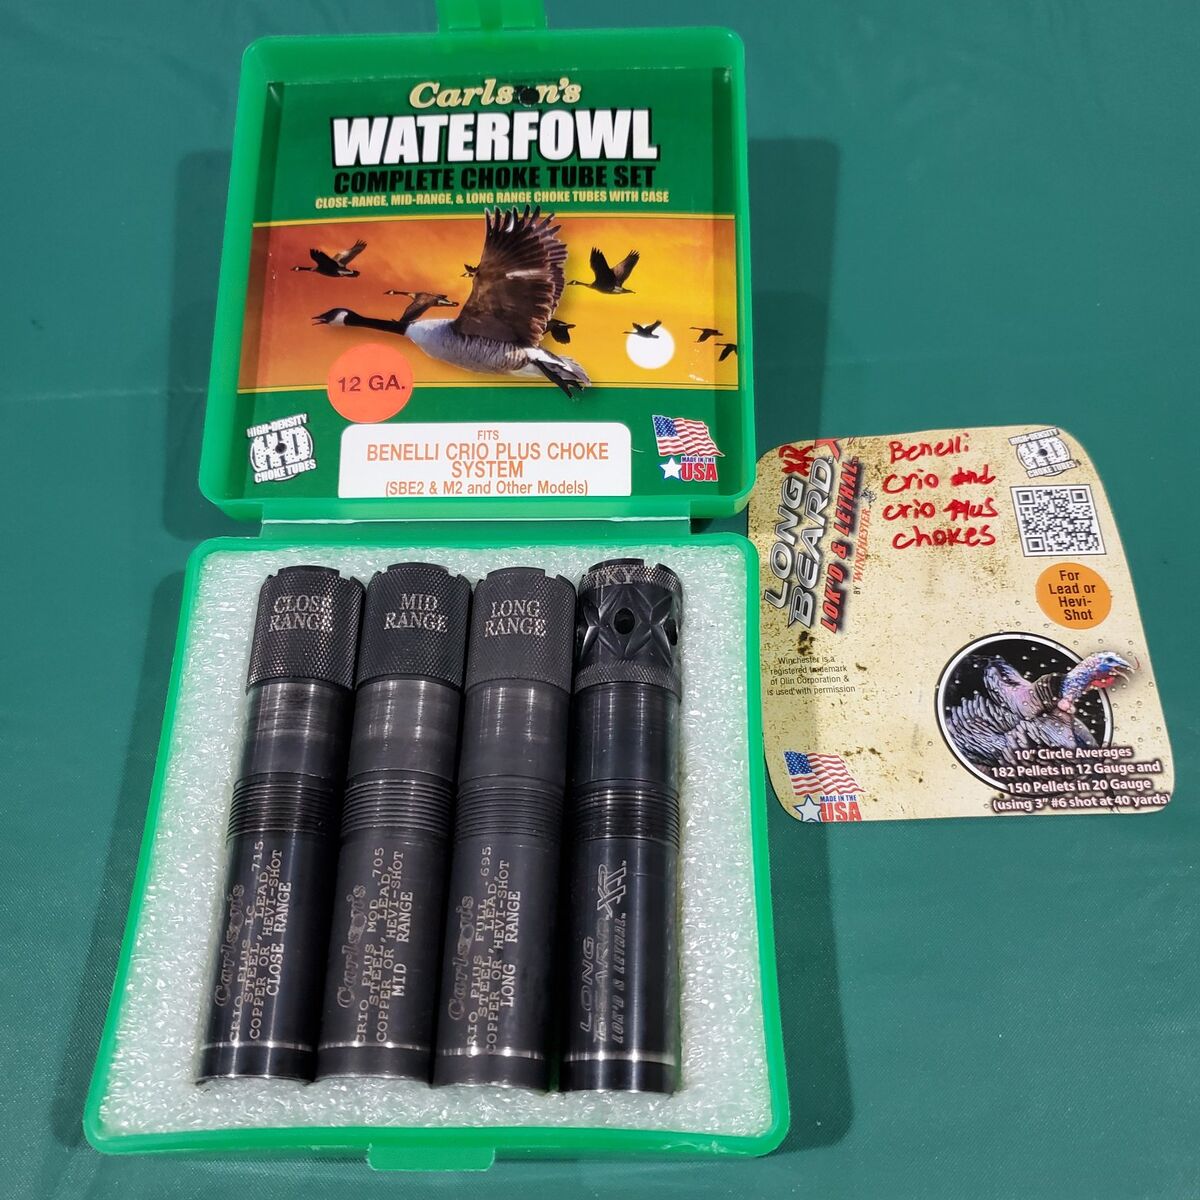 Carlson's
WATERFOWL
COMPLETE CHOKE TUBE SET
CLOSE-RANGE, MID-RANGE, & LONG RANGE CHOKE TUBES WITH CASE
12 GA.
HIGH-DENSITY
H-D
CHOKE TUBES
FITS
BENELLI CRIO PLUS CHOKE
SYSTEM
(SBE2 & M2 and Other Models)
MADE IN THE
USA
CLOSE
RANGE
MID
RANGE
LONG
RANGE
TKY
Carlson's .715
CRIO PLUS IC
STEEL, LEAD,
COPPER OR HEVI-SHOT
CLOSE RANGE
Carlson's .705
CRIO PLUS MOD
STEEL, LEAD,
COPPER OR HEVI-SHOT
MID RANGE
Carlson's .695
CRIO PLUS FULL
STEEL, LEAD,
COPPER OR HEVI-SHOT
LONG RANGE
LONG
BEARD XR
LOK'D & LETHAL
LONG
BEARD XR
LOK'D & LETHAL
BY WINCHESTER
Benelli
Crio and
Crio Plus
chokes
HIGH-DENSITY
H-D
CHOKE TUBES
For
Lead or
Hevi-
Shot
Winchester is a
registered trademark
of Olin Corporation &
is used with permission
MADE IN THE
USA
10" Circle Averages
182 Pellets in 12 Gauge and
150 Pellets in 20 Gauge
(using 3" #6 shot at 40 yards)